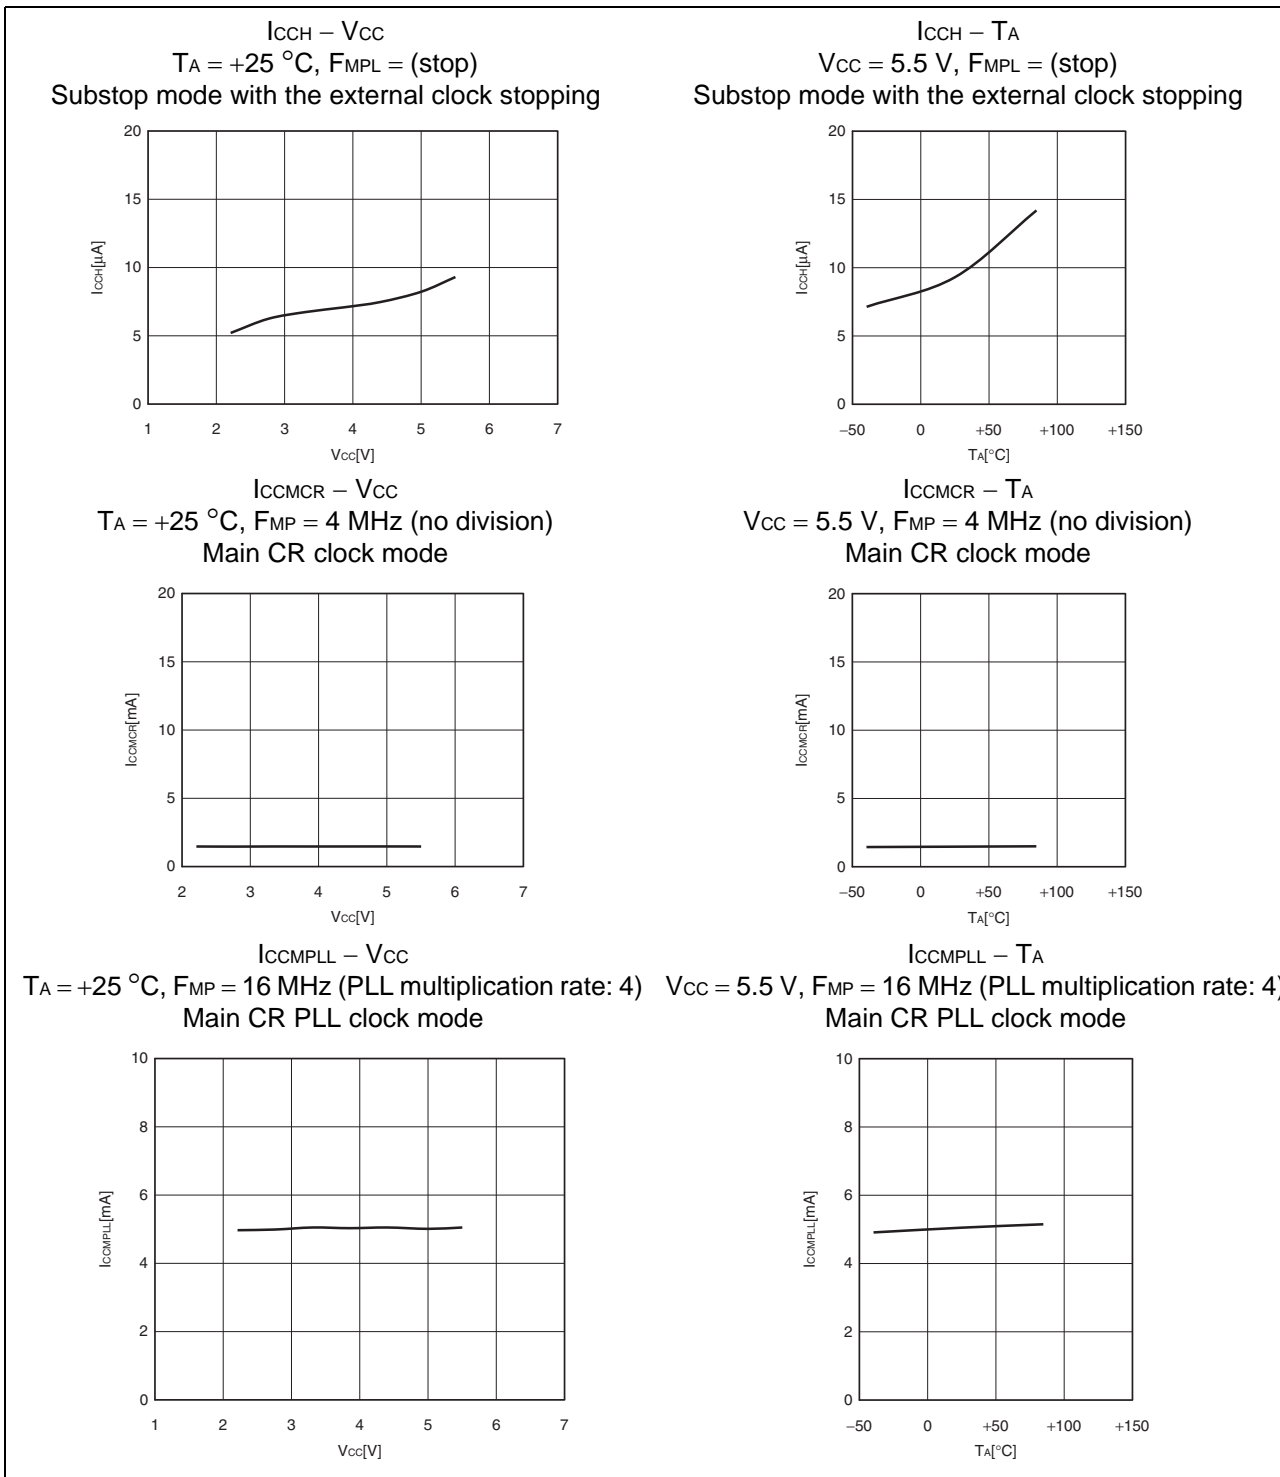 ICCH − VCC
TA = +25 °C, FMPL = (stop)
Substop mode with the external clock stopping
20
15
10
5
0
ICCH[µA]
1 2 3 4 5 6 7
VCC[V]
ICCH − TA
VCC = 5.5 V, FMPL = (stop)
Substop mode with the external clock stopping
20
15
10
5
0
ICCH[µA]
−50 0 +50 +100 +150
TA[°C]
ICCMCR − VCC
TA = +25 °C, FMP = 4 MHz (no division)
Main CR clock mode
20
15
10
5
0
ICCMCR[mA]
2 3 4 5 6 7
VCC[V]
ICCMCR − TA
VCC = 5.5 V, FMP = 4 MHz (no division)
Main CR clock mode
20
15
10
5
0
ICCMCR[mA]
−50 0 +50 +100 +150
TA[°C]
ICCMPLL − VCC
TA = +25 °C, FMP = 16 MHz (PLL multiplication rate: 4)
Main CR PLL clock mode
10
8
6
4
2
0
ICCMPLL[mA]
1 2 3 4 5 6 7
VCC[V]
ICCMPLL − TA
VCC = 5.5 V, FMP = 16 MHz (PLL multiplication rate: 4)
Main CR PLL clock mode
10
8
6
4
2
0
ICCMPLL[mA]
−50 0 +50 +100 +150
TA[°C]